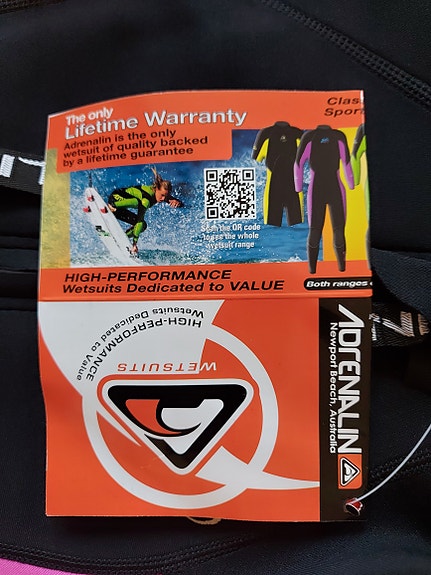 The only
Lifetime Warranty
Adrenalin is the only
wetsuit of quality backed
by a lifetime guarantee
Scan the QR code
to see the whole
wetsuit range
HIGH-PERFORMANCE
Wetsuits Dedicated to VALUE
Both ranges
ADRENALIN
Newport Beach, Australia
HIGH-PERFORMANCE
Wetsuits Dedicated to Value
WETSUITS